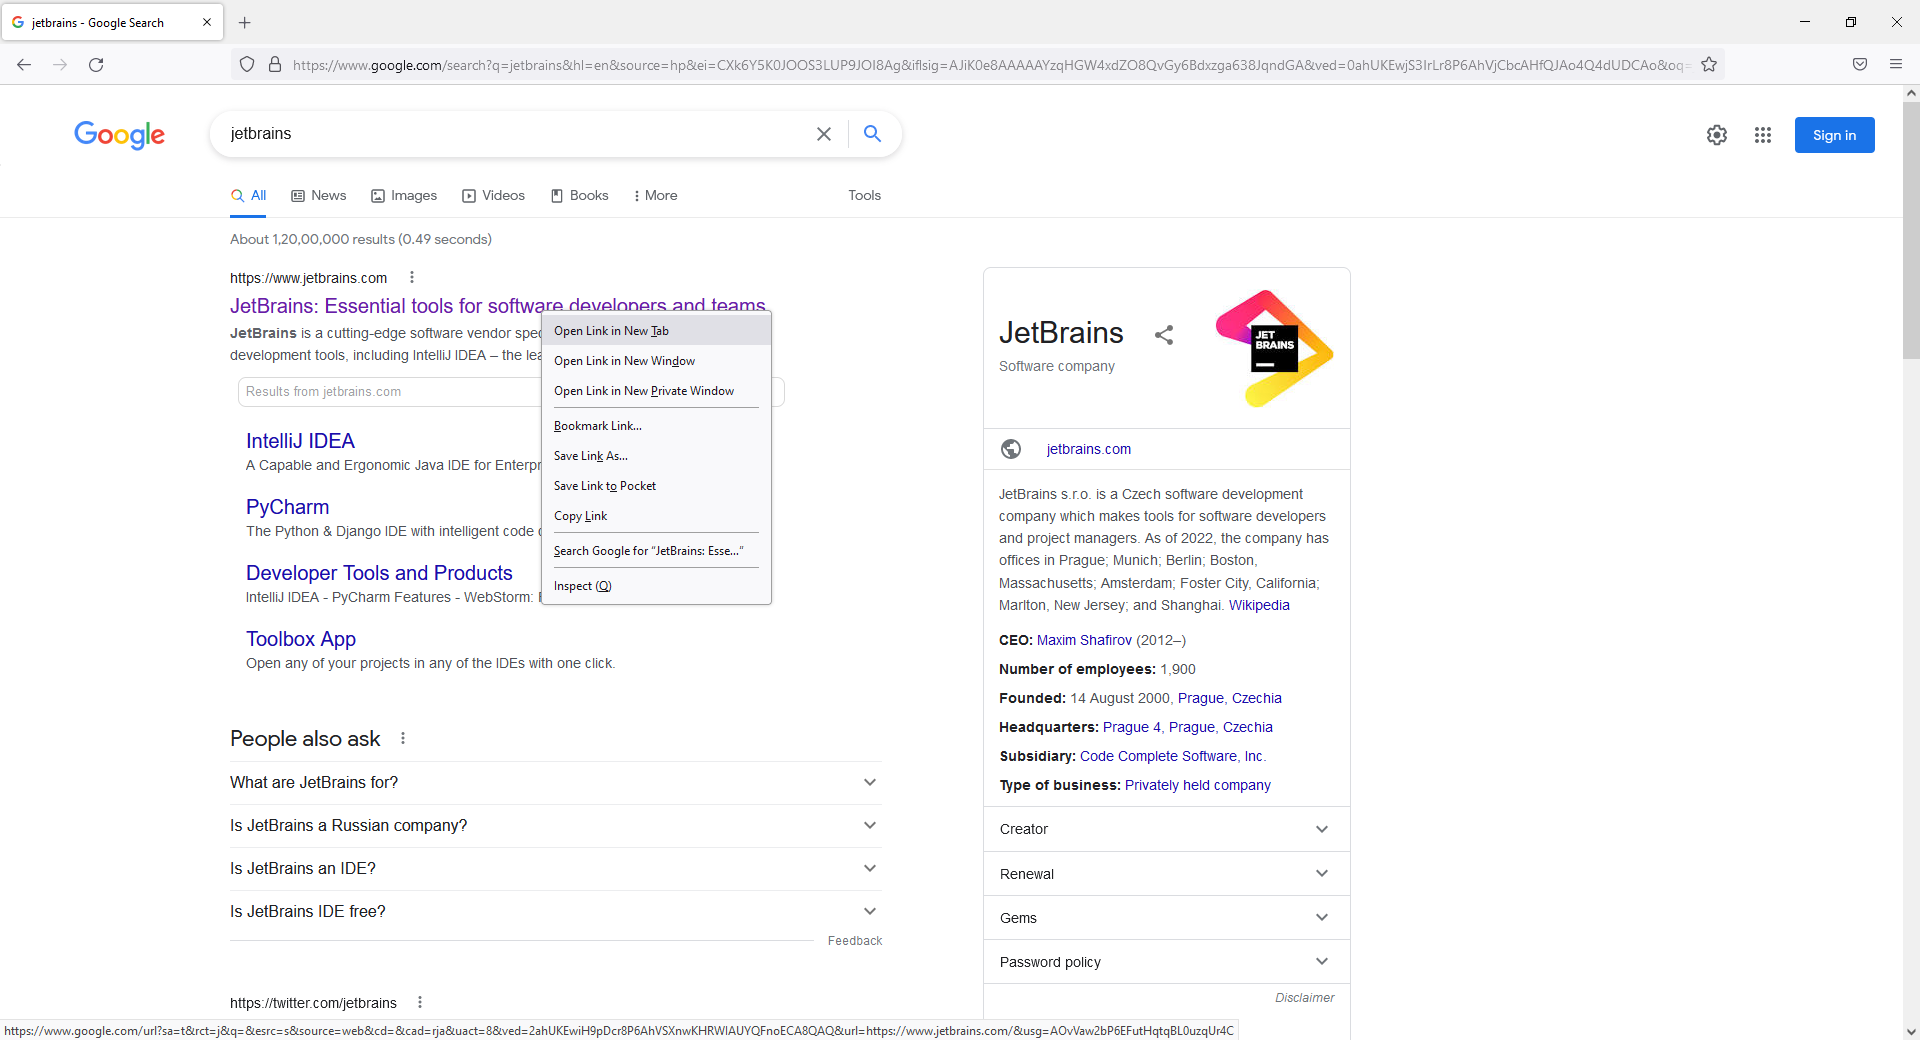 jetbrains - Google Search
https://www.google.com/search?q=jetbrains&hl=en&source=hp&ei=CXk6Y5K0JOOS3LUP9JOI8Ag&iflsig=AJiK0e8AAAAAYzqHGW4xdZO8QvGy6Bdxzga638JqndGA&ved=0ahUKEwjS3IrLr8P6AhVjCbcAHfQJAo4Q4dUDCAo&oq=
Google
jetbrains
Sign in
All
News
Images
Videos
Books
More
Tools
About 1,20,00,000 results (0.49 seconds)
https://www.jetbrains.com
JetBrains: Essential tools for software developers and teams
JetBrains is a cutting-edge software vendor
development tools, including IntelliJ IDEA – the
Results from jetbrains.com
IntelliJ IDEA
A Capable and Ergonomic Java IDE for
PyCharm
The Python & Django IDE with intelligent code
Developer Tools and Products
IntelliJ IDEA - PyCharm Features - WebStorm:
Toolbox App
Open any of your projects in any of the IDEs with one click.
Open Link in New Tab
Open Link in New Window
Open Link in New Private Window
Bookmark Link...
Save Link As...
Save Link to Pocket
Copy Link
Search Google for “JetBrains: Esse...”
Inspect (Q)
People also ask
What are JetBrains for?
Is JetBrains a Russian company?
Is JetBrains an IDE?
Is JetBrains IDE free?
Feedback
https://twitter.com/jetbrains
JetBrains
Software company
JET
BRAINS
jetbrains.com
JetBrains s.r.o. is a Czech software development
company which makes tools for software developers
and project managers. As of 2022, the company has
offices in Prague; Munich; Berlin; Boston,
Massachusetts; Amsterdam; Foster City, California;
Marlton, New Jersey; and Shanghai. Wikipedia
CEO: Maxim Shafirov (2012–)
Number of employees: 1,900
Founded: 14 August 2000, Prague, Czechia
Headquarters: Prague 4, Prague, Czechia
Subsidiary: Code Complete Software, Inc.
Type of business: Privately held company
Creator
Renewal
Gems
Password policy
Disclaimer
https://www.google.com/url?sa=t&rct=j&q=&esrc=s&source=web&cd=&cad=rja&uact=8&ved=2ahUKEwiH9pDcr8P6AhVSXnwKHRWIAUYQFnoECA8QAQ&url=https://www.jetbrains.com/&usg=AOvVaw2bP6EFutHqtqBL0uzqUr4C